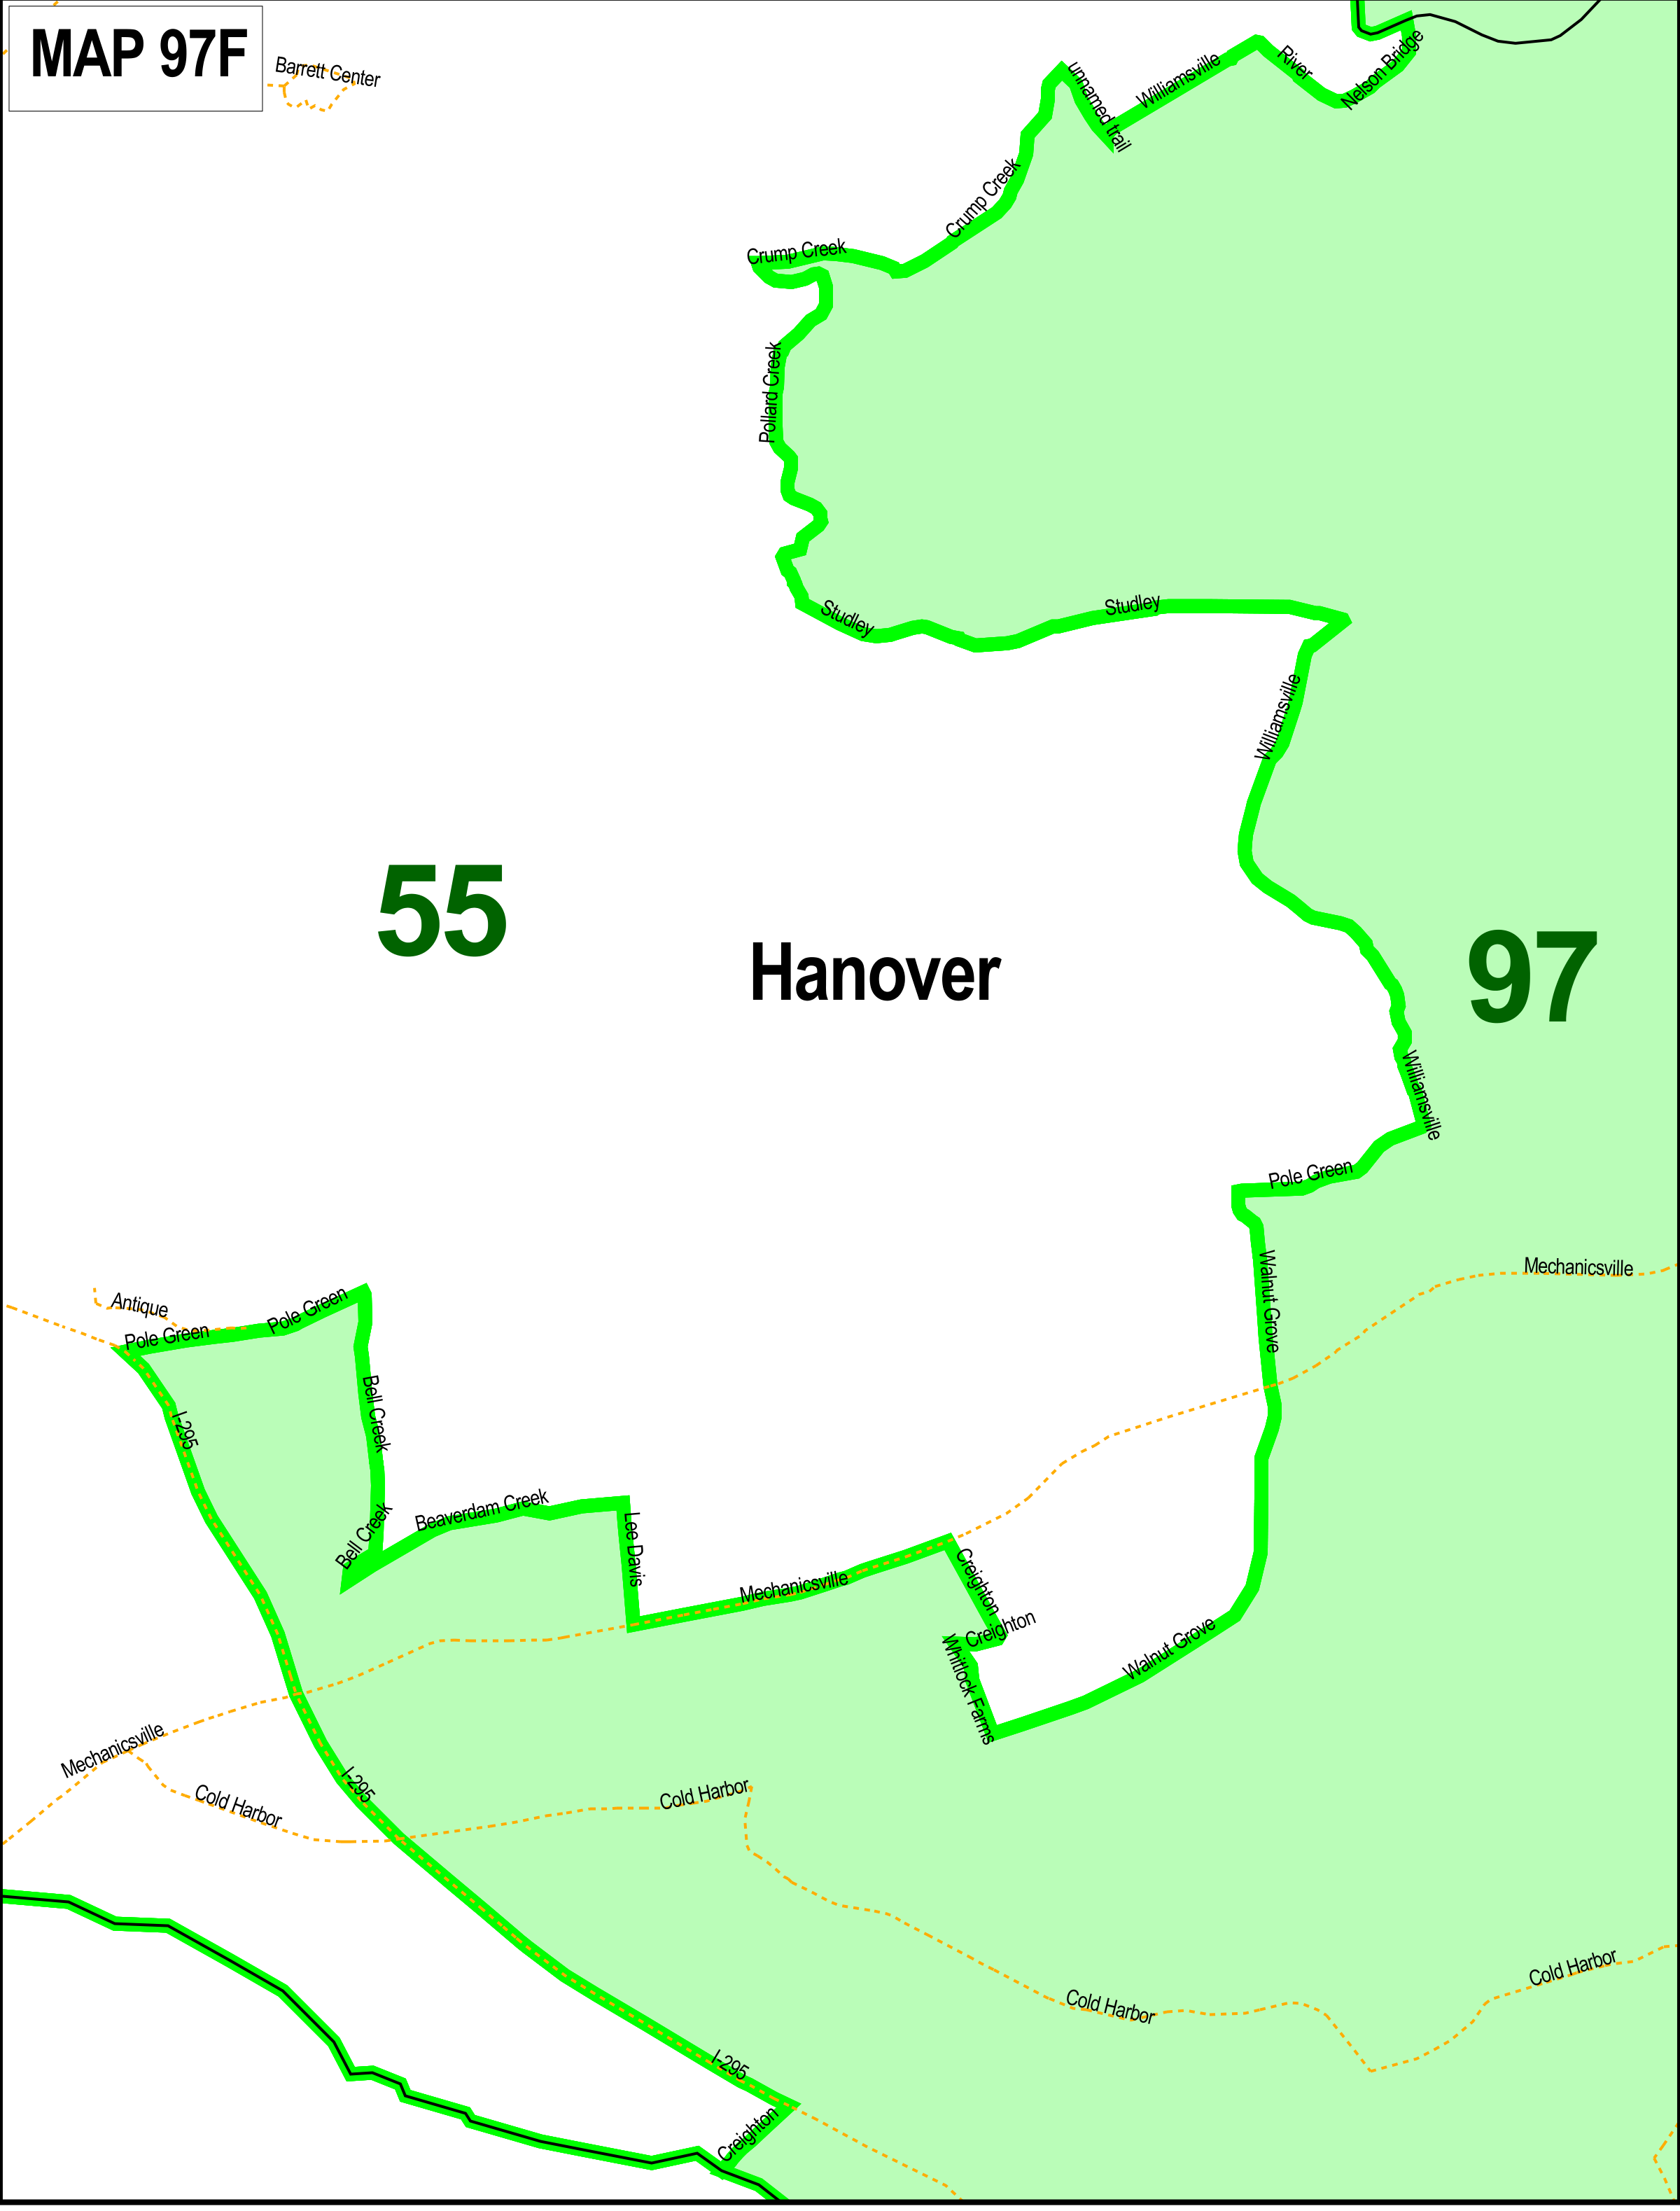 MAP 97F
Barrett Center
unnamed trail
Williamsville
River
Nelson Bridge
Crump Creek
Crump Creek
Pollard Creek
Studley
Studley
Williamsville
55
Hanover
97
Williamsville
Pole Green
Walnut Grove
Mechanicsville
Antique
Pole Green
Pole Green
Bell Creek
I-295
Bell Creek
Beaverdam Creek
Lee Davis
Mechanicsville
Creighton
Creighton
Whitlock Farms
Walnut Grove
Mechanicsville
Cold Harbor
I-295
Cold Harbor
Cold Harbor
Cold Harbor
I-295
Creighton